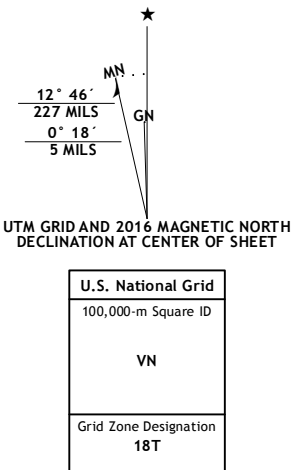 ★
MN
12° 46´
227 MILS
GN
0° 18´
5 MILS
UTM GRID AND 2016 MAGNETIC NORTH
DECLINATION AT CENTER OF SHEET
U.S. National Grid
100,000-m Square ID
VN
Grid Zone Designation
18T